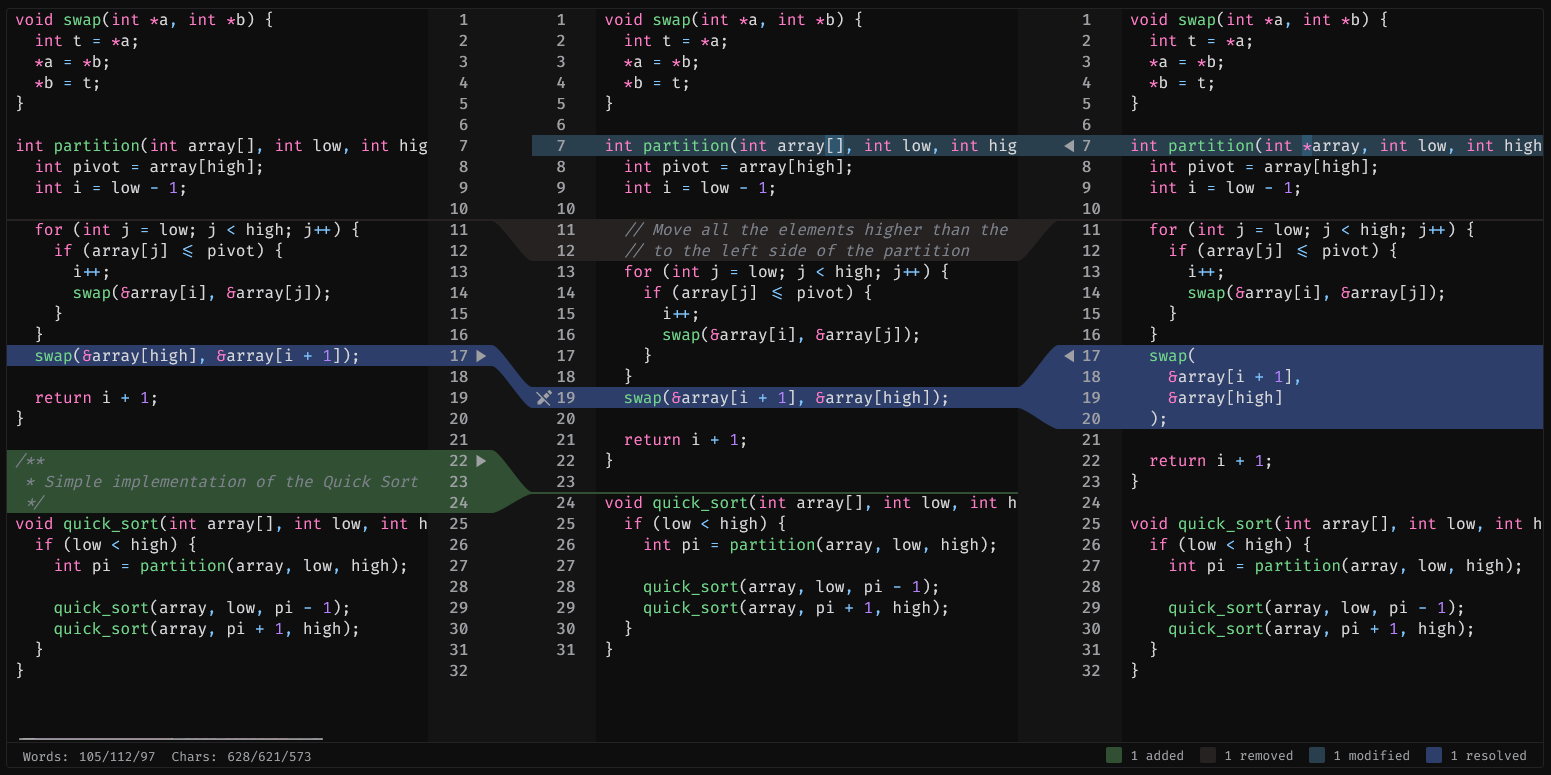 void swap(int *a, int *b) {
  int t = *a;
  *a = *b;
  *b = t;
}

int partition(int array[], int low, int hig
  int pivot = array[high];
  int i = low - 1;

  for (int j = low; j < high; j++) {
    if (array[j] ⩽ pivot) {
      i++;
      swap(&array[i], &array[j]);
    }
  }
  swap(&array[high], &array[i + 1]);

  return i + 1;
}

/**
 * Simple implementation of the Quick Sort
 */
void quick_sort(int array[], int low, int h
  if (low < high) {
    int pi = partition(array, low, high);

    quick_sort(array, low, pi - 1);
    quick_sort(array, pi + 1, high);
  }
}
1
2
3
4
5
6
7
8
9
10
11
12
13
14
15
16
17
18
19
20
21
22
23
24
25
26
27
28
29
30
31
32
1 void swap(int *a, int *b) {
2   int t = *a;
3   *a = *b;
4   *b = t;
5 }
6
7 int partition(int array[], int low, int hig
8   int pivot = array[high];
9   int i = low - 1;
10
11   // Move all the elements higher than the
12   // to the left side of the partition
13   for (int j = low; j < high; j++) {
14     if (array[j] ⩽ pivot) {
15       i++;
16       swap(&array[i], &array[j]);
17     }
18   }
19   swap(&array[i + 1], &array[high]);
20
21   return i + 1;
22 }
23
24 void quick_sort(int array[], int low, int h
25   if (low < high) {
26     int pi = partition(array, low, high);
27
28     quick_sort(array, low, pi - 1);
29     quick_sort(array, pi + 1, high);
30   }
31 }
1 void swap(int *a, int *b) {
2   int t = *a;
3   *a = *b;
4   *b = t;
5 }
6
7 int partition(int *array, int low, int high
8   int pivot = array[high];
9   int i = low - 1;
10
11   for (int j = low; j < high; j++) {
12     if (array[j] ⩽ pivot) {
13       i++;
14       swap(&array[i], &array[j]);
15     }
16   }
17   swap(
18     &array[i + 1],
19     &array[high]
20   );
21
22   return i + 1;
23 }
24
25 void quick_sort(int array[], int low, int h
26   if (low < high) {
27     int pi = partition(array, low, high);
28
29     quick_sort(array, low, pi - 1);
30     quick_sort(array, pi + 1, high);
31   }
32 }
Words: 105/112/97 Chars: 628/621/573
1 added 1 removed 1 modified 1 resolved